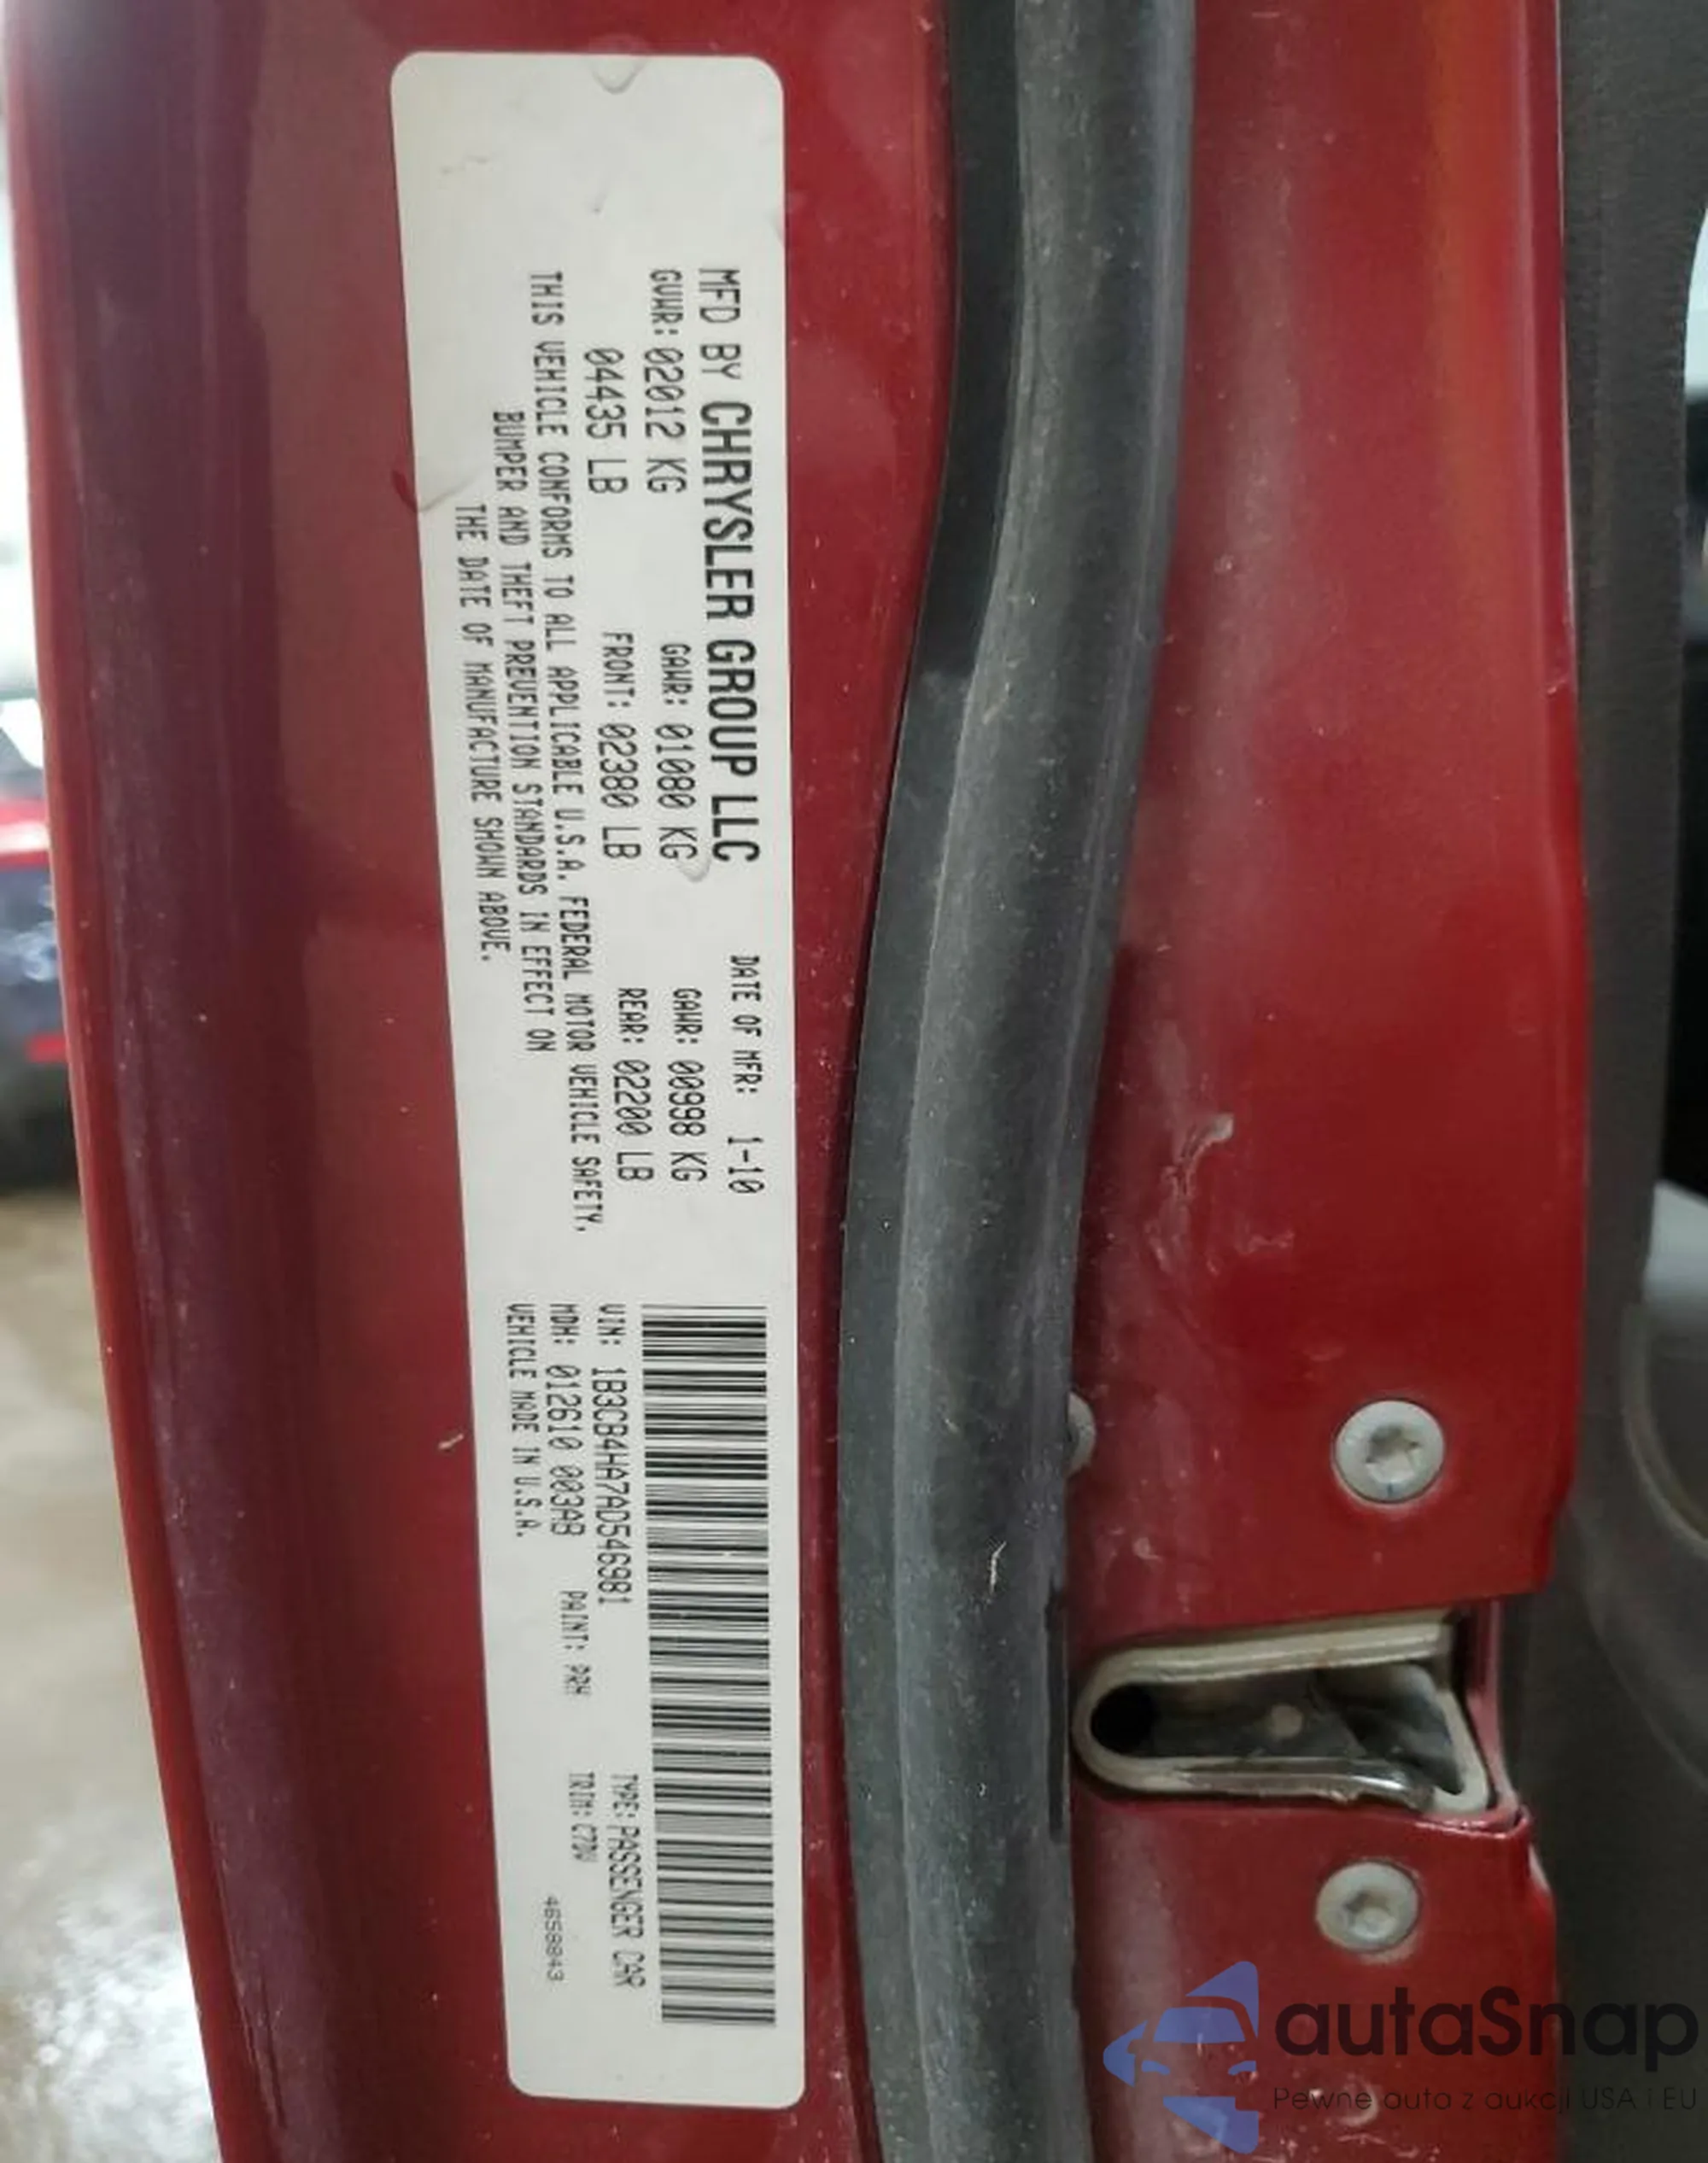 MFD BY CHRYSLER GROUP LLC DATE OF MFR: 1-10
GVWR: 02012 KG GAWR: 01080 KG GAWR: 00998 KG
04435 LB FRONT: 02380 LB REAR: 02200 LB
THIS VEHICLE CONFORMS TO ALL APPLICABLE U.S.A. FEDERAL MOTOR VEHICLE SAFETY,
BUMPER AND THEFT PREVENTION STANDARDS IN EFFECT ON
THE DATE OF MANUFACTURE SHOWN ABOVE.
VIN: 1B3CB4HA7AD546981 TYPE: PASSENGER CAR
MDH: 012610 003AB PAINT: PRH TRIM: C7DV
VEHICLE MADE IN U.S.A. 4658843
autaSnap
Pewne auta z aukcji USA i EU